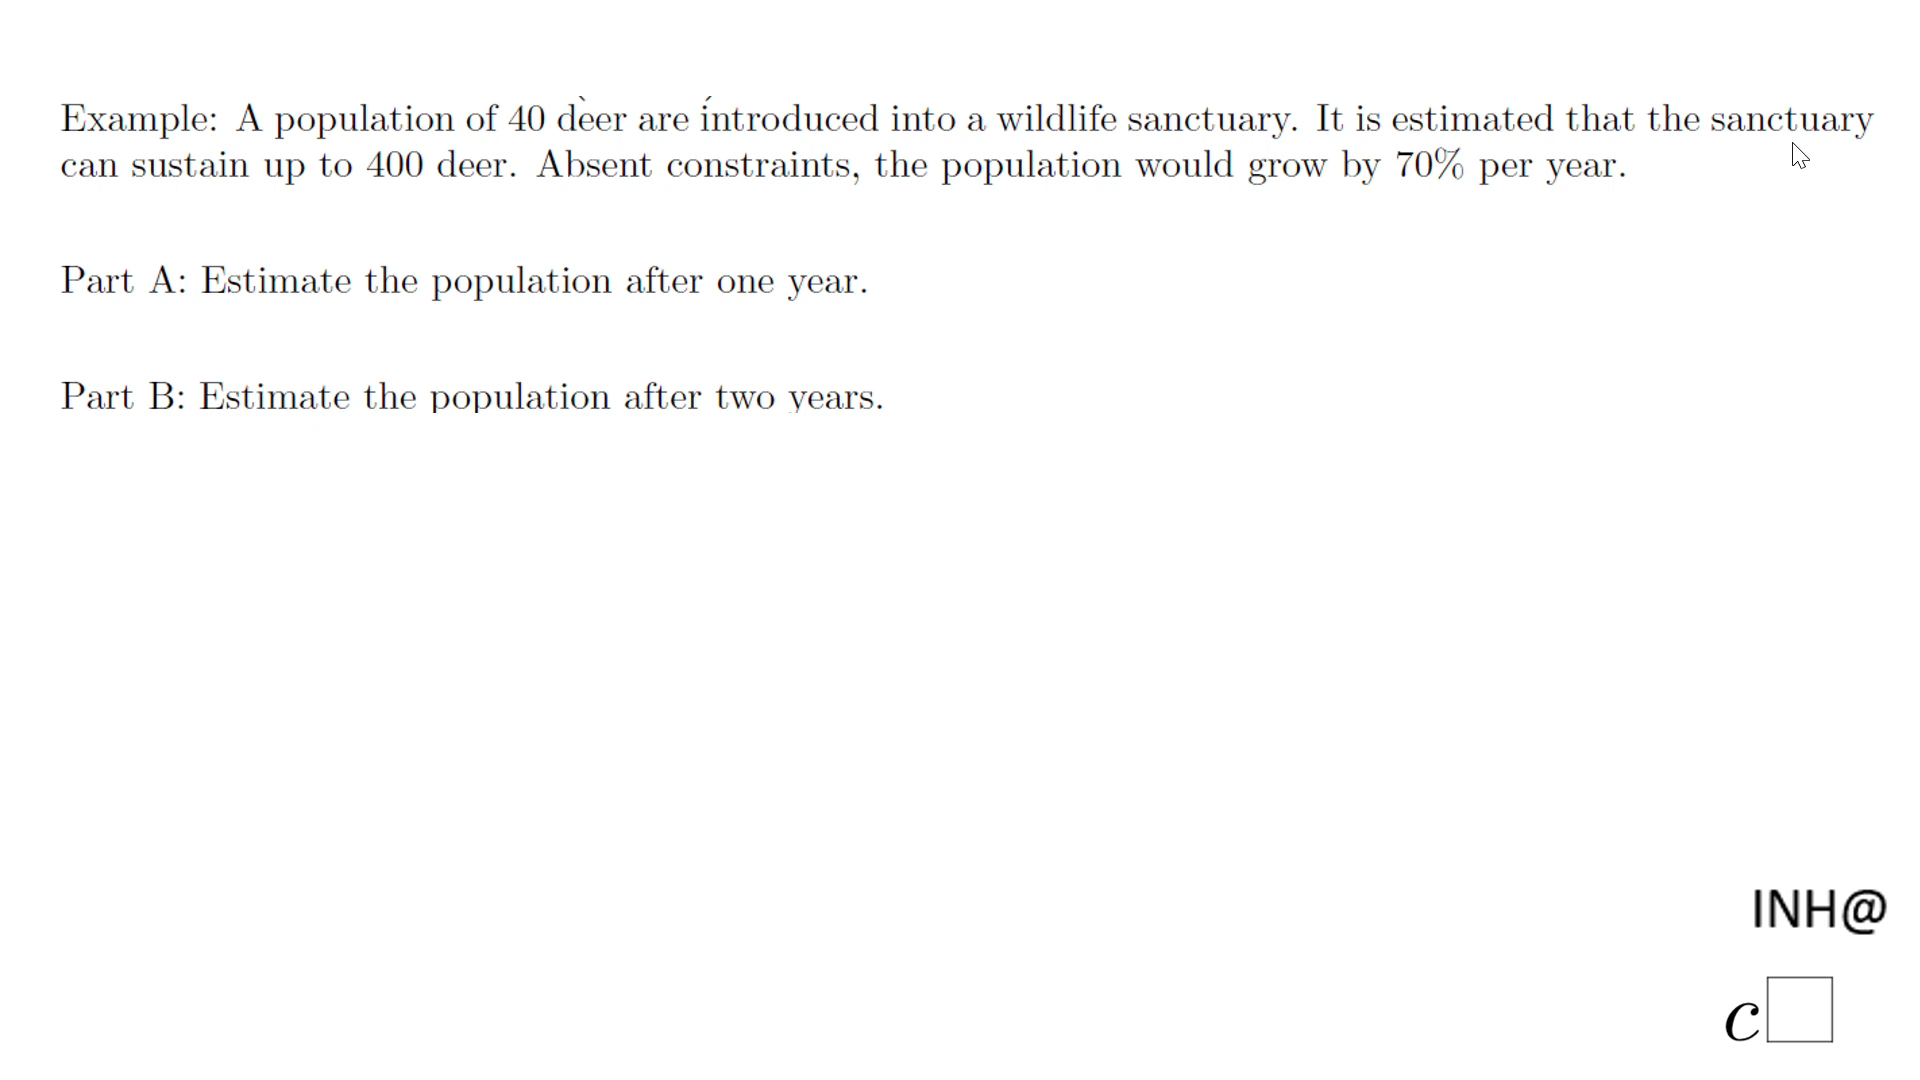 Example: A population of 40 deer are introduced into a wildlife sanctuary. It is estimated that the sanctuary
can sustain up to 400 deer. Absent constraints, the population would grow by 70% per year.
Part A: Estimate the population after one year.
Part B: Estimate the population after two years.
INH@
c